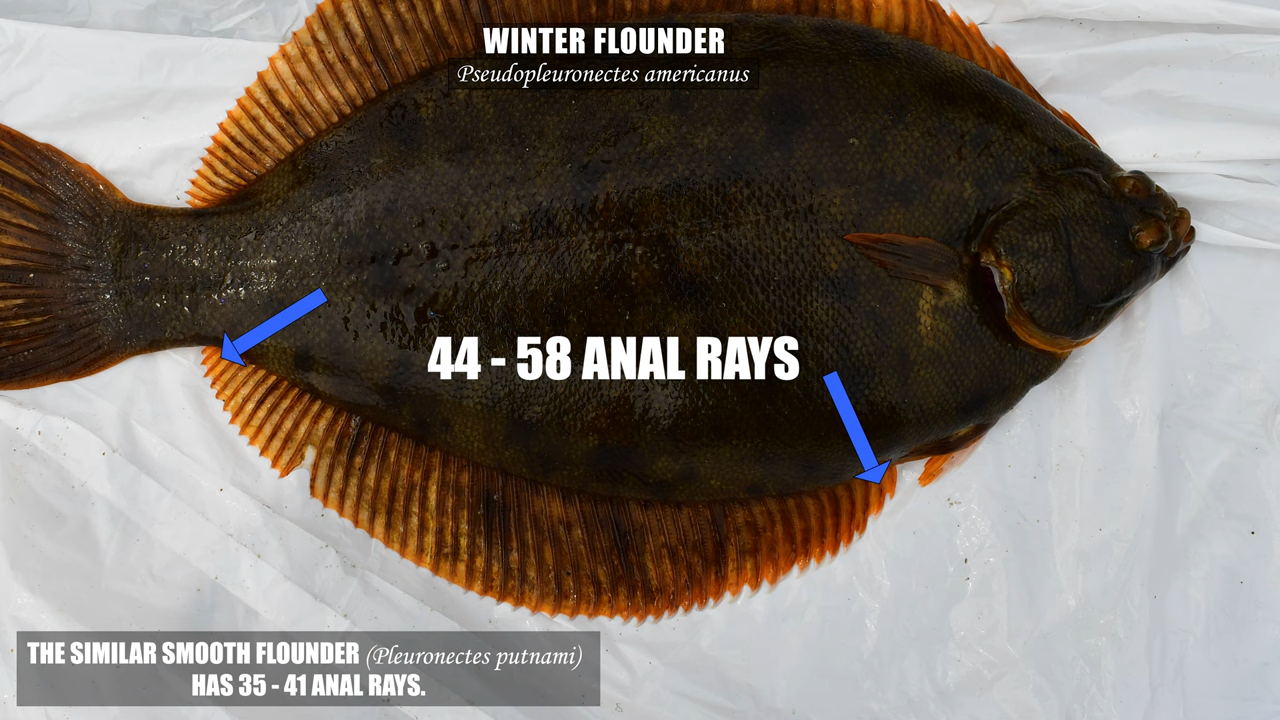 WINTER FLOUNDER
Pseudopleuronectes americanus
44 - 58 ANAL RAYS
THE SIMILAR SMOOTH FLOUNDER (Pleuronectes putnami)
HAS 35 - 41 ANAL RAYS.